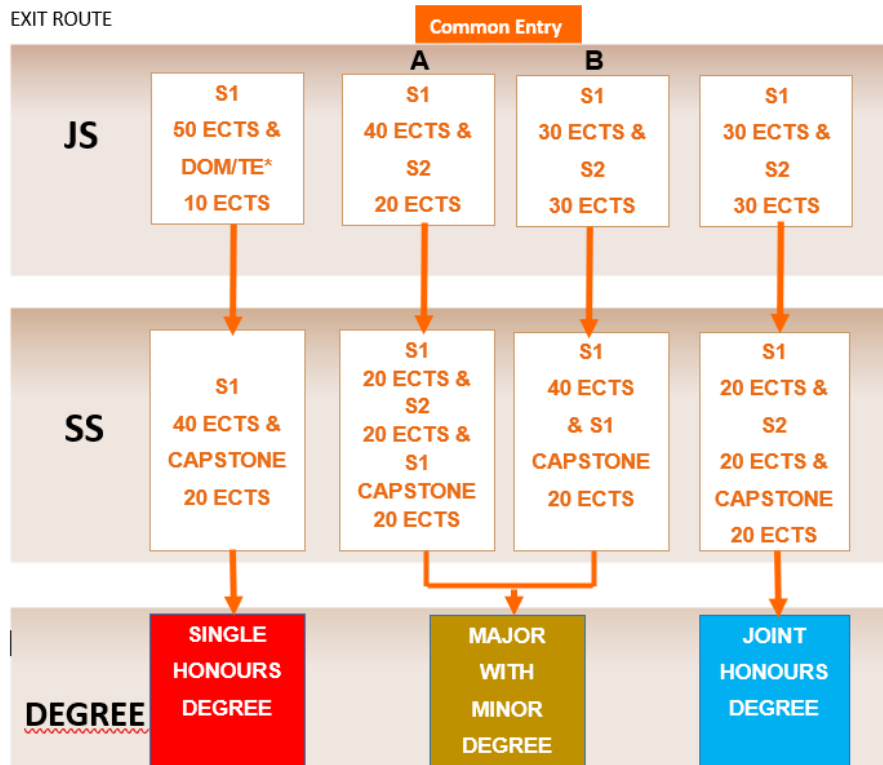 EXIT ROUTE
Common Entry
A
B
JS
S1
50 ECTS &
DOM/TE*
10 ECTS
S1
40 ECTS &
S2
20 ECTS
S1
30 ECTS &
S2
30 ECTS
S1
30 ECTS &
S2
30 ECTS
SS
S1
40 ECTS &
CAPSTONE
20 ECTS
S1
20 ECTS &
S2
20 ECTS &
S1
CAPSTONE
20 ECTS
S1
40 ECTS
& S1
CAPSTONE
20 ECTS
S1
20 ECTS &
S2
20 ECTS &
CAPSTONE
20 ECTS
DEGREE
SINGLE
HONOURS
DEGREE
MAJOR
WITH
MINOR
DEGREE
JOINT
HONOURS
DEGREE